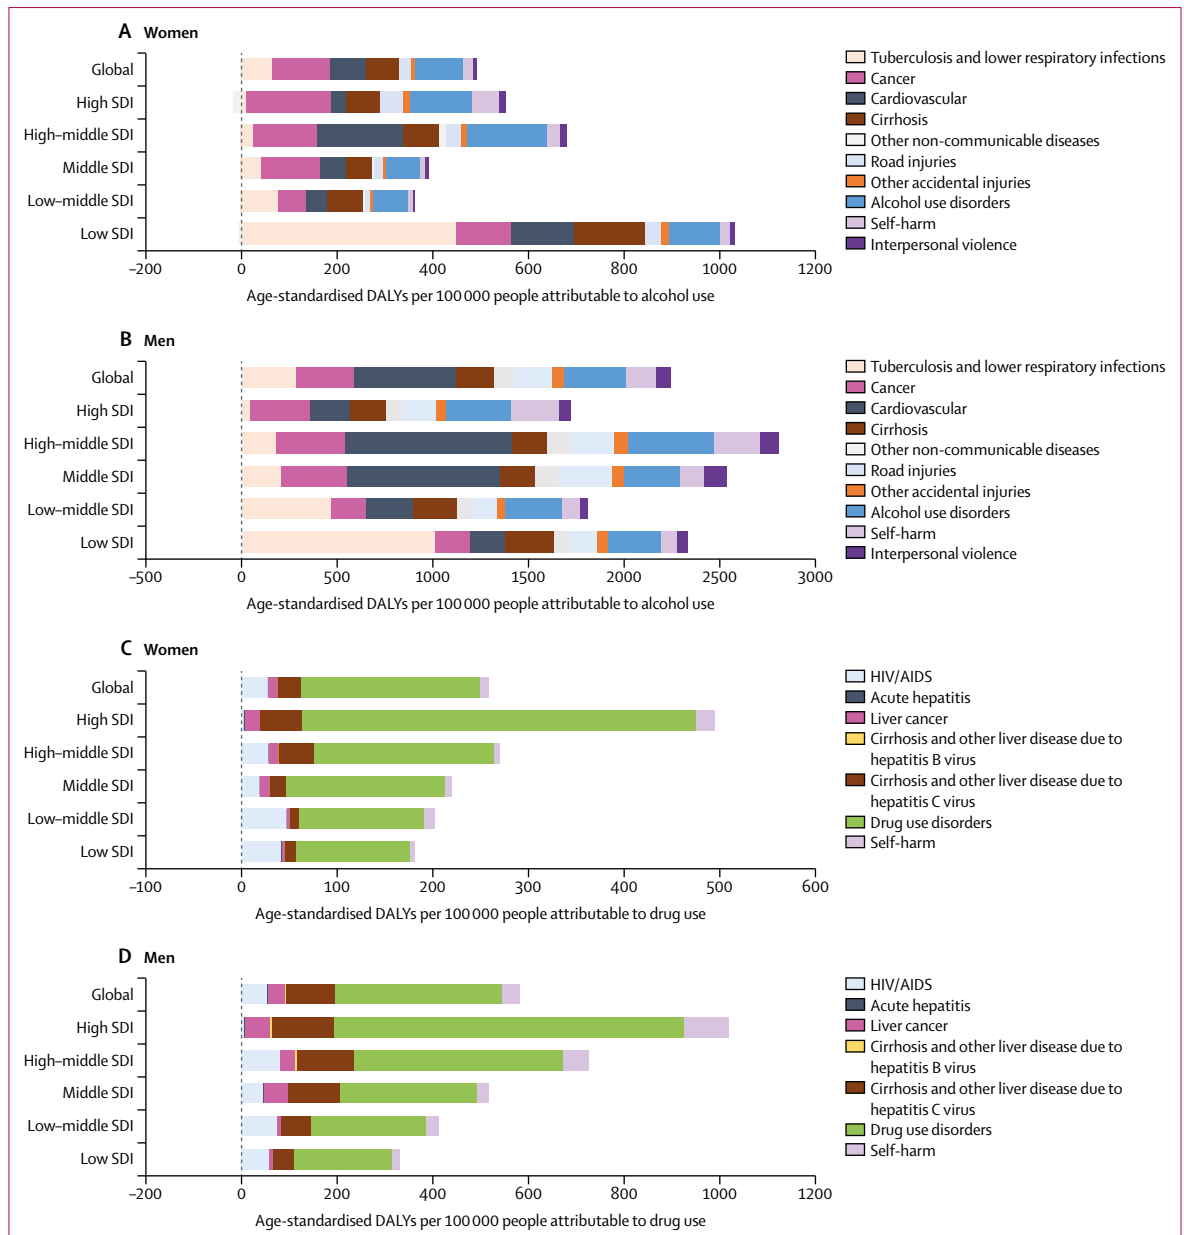 A Women
Global
High SDI
High–middle SDI
Middle SDI
Low–middle SDI
Low SDI
–200 0 200 400 600 800 1000 1200
Age-standardised DALYs per 100 000 people attributable to alcohol use
Tuberculosis and lower respiratory infections
Cancer
Cardiovascular
Cirrhosis
Other non-communicable diseases
Road injuries
Other accidental injuries
Alcohol use disorders
Self-harm
Interpersonal violence
B Men
Global
High SDI
High–middle SDI
Middle SDI
Low–middle SDI
Low SDI
–500 0 500 1000 1500 2000 2500 3000
Age-standardised DALYs per 100 000 people attributable to alcohol use
Tuberculosis and lower respiratory infections
Cancer
Cardiovascular
Cirrhosis
Other non-communicable diseases
Road injuries
Other accidental injuries
Alcohol use disorders
Self-harm
Interpersonal violence
C Women
Global
High SDI
High–middle SDI
Middle SDI
Low–middle SDI
Low SDI
–100 0 100 200 300 400 500 600
Age-standardised DALYs per 100 000 people attributable to drug use
HIV/AIDS
Acute hepatitis
Liver cancer
Cirrhosis and other liver disease due to
hepatitis B virus
Cirrhosis and other liver disease due to
hepatitis C virus
Drug use disorders
Self-harm
D Men
Global
High SDI
High–middle SDI
Middle SDI
Low–middle SDI
Low SDI
–200 0 200 400 600 800 1000 1200
Age-standardised DALYs per 100 000 people attributable to drug use
HIV/AIDS
Acute hepatitis
Liver cancer
Cirrhosis and other liver disease due to
hepatitis B virus
Cirrhosis and other liver disease due to
hepatitis C virus
Drug use disorders
Self-harm